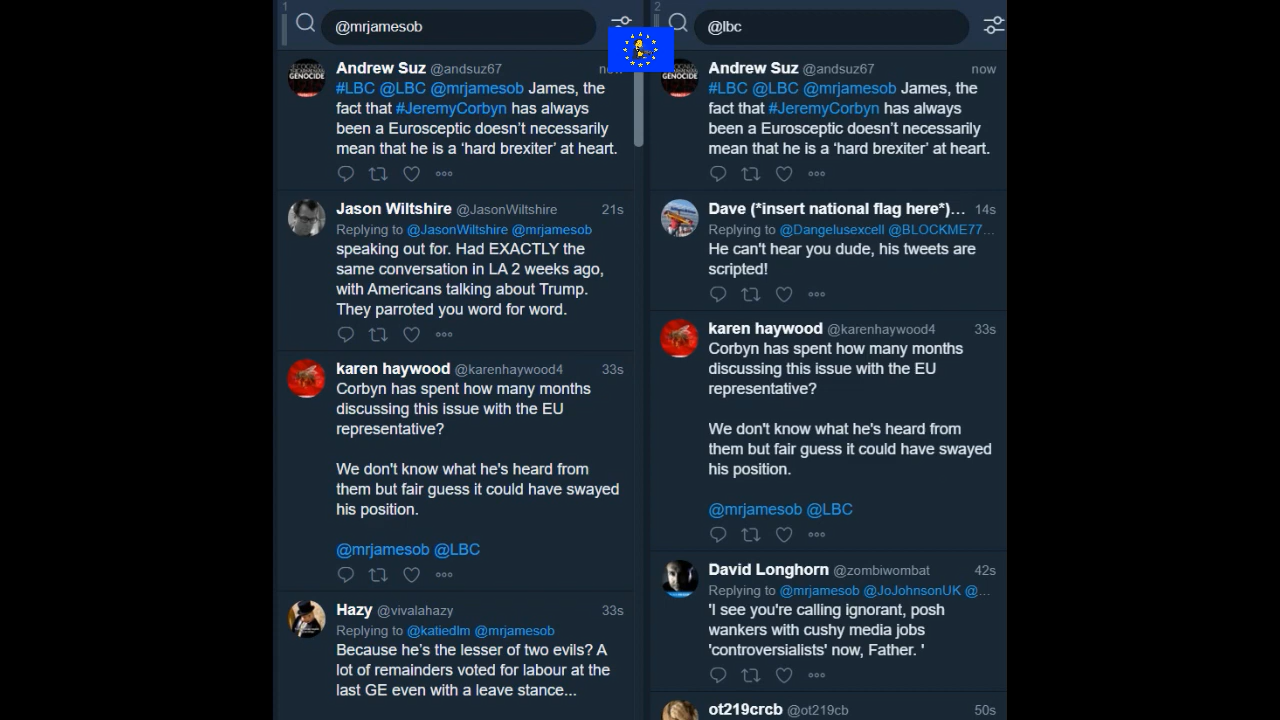 1
@mrjamesob
Andrew Suz @andsuz67
#LBC @LBC @mrjamesob James, the
fact that #JeremyCorbyn has always
been a Eurosceptic doesn't necessarily
mean that he is a ‘hard brexiter’ at heart.
Jason Wiltshire @JasonWiltshire 21s
Replying to @JasonWiltshire @mrjamesob
speaking out for. Had EXACTLY the
same conversation in LA 2 weeks ago,
with Americans talking about Trump.
They parroted you word for word.
karen haywood @karenhaywood4 33s
Corbyn has spent how many months
discussing this issue with the EU
representative?
We don't know what he's heard from
them but fair guess it could have swayed
his position.
@mrjamesob @LBC
Hazy @vivalahazy 33s
Replying to @katiedlm @mrjamesob
Because he’s the lesser of two evils? A
lot of remainders voted for labour at the
last GE even with a leave stance...
2
@lbc
Andrew Suz @andsuz67 now
#LBC @LBC @mrjamesob James, the
fact that #JeremyCorbyn has always
been a Eurosceptic doesn’t necessarily
mean that he is a ‘hard brexiter’ at heart.
Dave (*insert national flag here*)... 14s
Replying to @Dangelusexcell @BLOCKME77...
He can't hear you dude, his tweets are
scripted!
karen haywood @karenhaywood4 33s
Corbyn has spent how many months
discussing this issue with the EU
representative?
We don't know what he's heard from
them but fair guess it could have swayed
his position.
@mrjamesob @LBC
David Longhorn @zombiwombat 42s
Replying to @mrjamesob @JoJohnsonUK @...
'I see you're calling ignorant, posh
wankers with cushy media jobs
'controversialists' now, Father. '
ot219crcb @ot219cb 50s